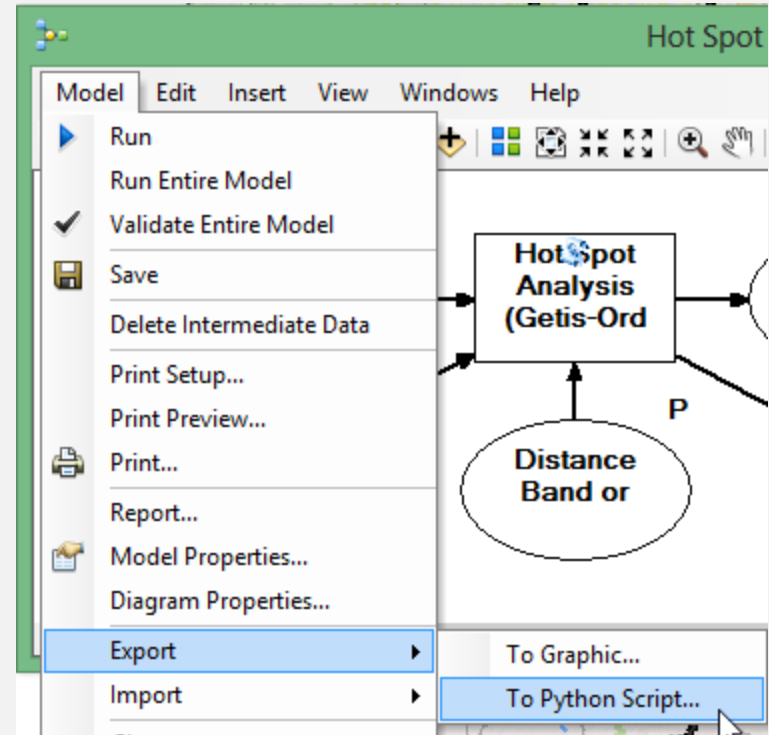 Hot Spot
Model Edit Insert View Windows Help
Run
Run Entire Model
Validate Entire Model
Save
Delete Intermediate Data
Print Setup...
Print Preview...
Print...
Report...
Model Properties...
Diagram Properties...
Export
Import
To Graphic...
To Python Script...
Hot Spot
Analysis
(Getis-Ord
P
Distance
Band or